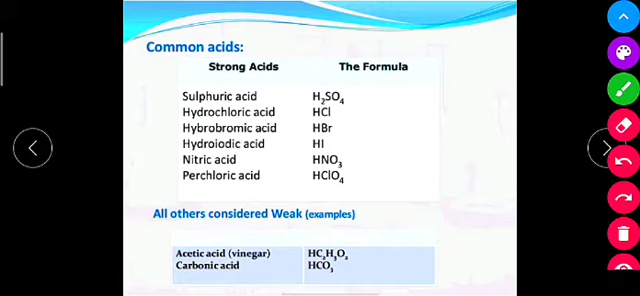 Common acids:
Strong Acids The Formula
Sulphuric acid H₂SO₄
Hydrochloric acid HCl
Hybrobromic acid HBr
Hydroiodic acid HI
Nitric acid HNO₃
Perchloric acid HClO₄
All others considered Weak (examples)
Acetic acid (vinegar) HC₂H₃O₂
Carbonic acid HCO₃